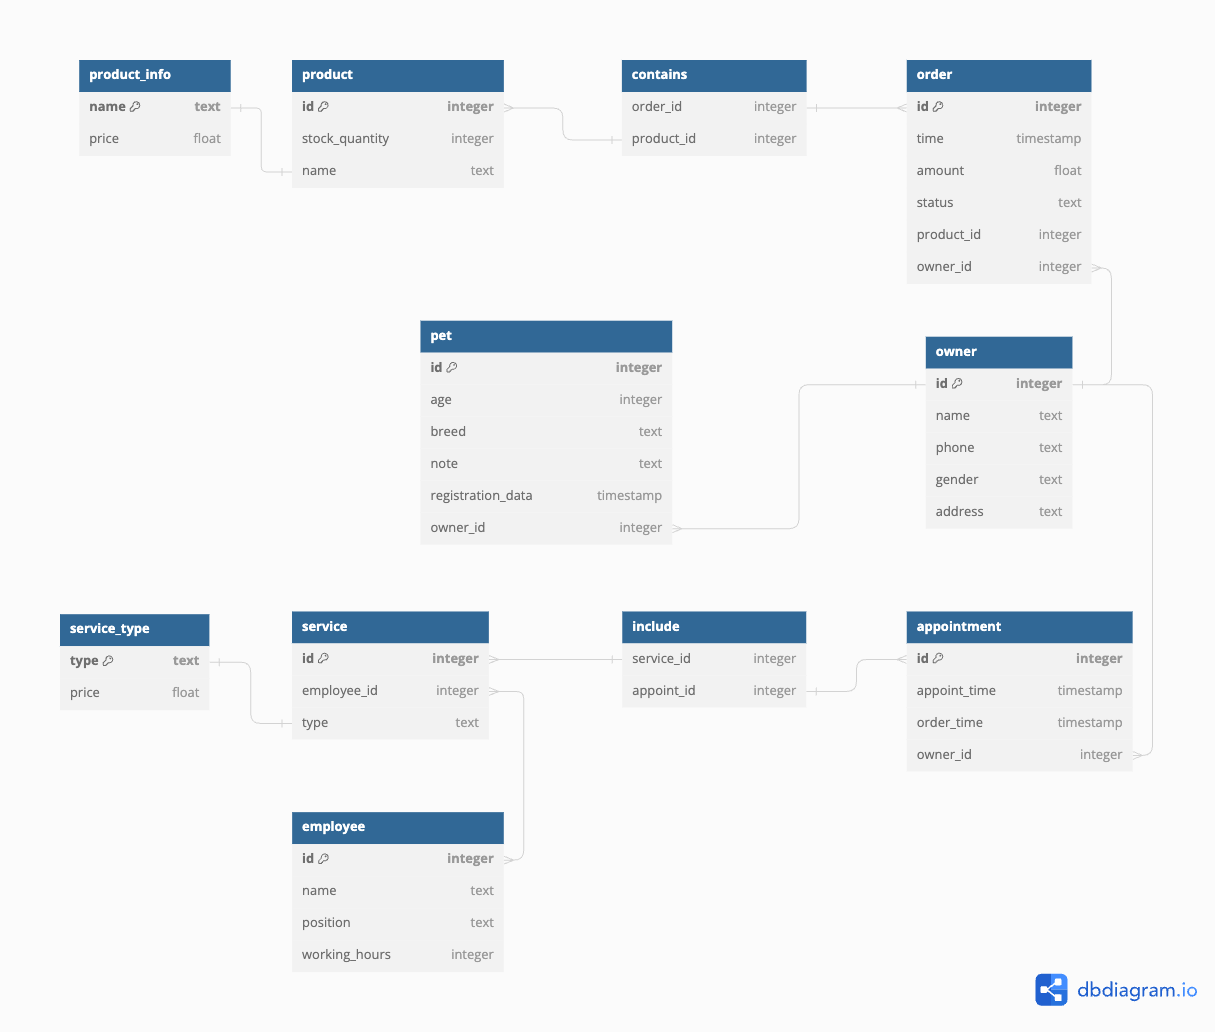 product_info
name text
price float
product
id integer
stock_quantity integer
name text
contains
order_id integer
product_id integer
order
id integer
time timestamp
amount float
status text
product_id integer
owner_id integer
pet
id integer
age integer
breed text
note text
registration_data timestamp
owner_id integer
owner
id integer
name text
phone text
gender text
address text
service_type
type text
price float
service
id integer
employee_id integer
type text
include
service_id integer
appoint_id integer
appointment
id integer
appoint_time timestamp
order_time timestamp
owner_id integer
employee
id integer
name text
position text
working_hours integer
dbdiagram.io